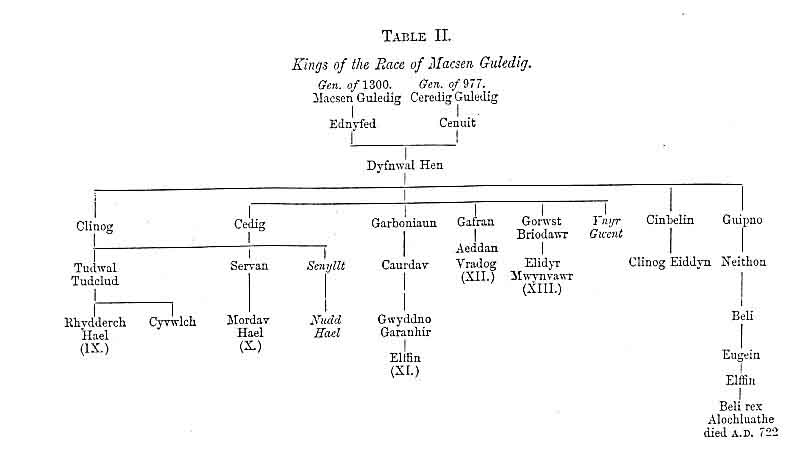 TABLE II.
Kings of the Race of Macsen Guledig.
Gen. of 1300. Gen. of 977.
Macsen Guledig Ceredig Guledig
Ednyfed Cenuit
Dyfnwal Hen
Clinog Cedig Garboniaun Gafran Gorwst Briodawr Ynyr Gwent Cinbelin Guipno
Tudwal Tudclud Servan Senyllt Caurdav Aeddan Vradog (XII.) Elidyr Mwynvawr (XIII.) Clinog Eiddyn Neithon
Rhydderch Hael (IX.) Cyvwlch Mordav Hael (X.) Nudd Hael Gwyddno Garanhir Beli
Elffin (XI.) Eugein
Elffin
Beli rex
Alochluathe
died A.D. 722